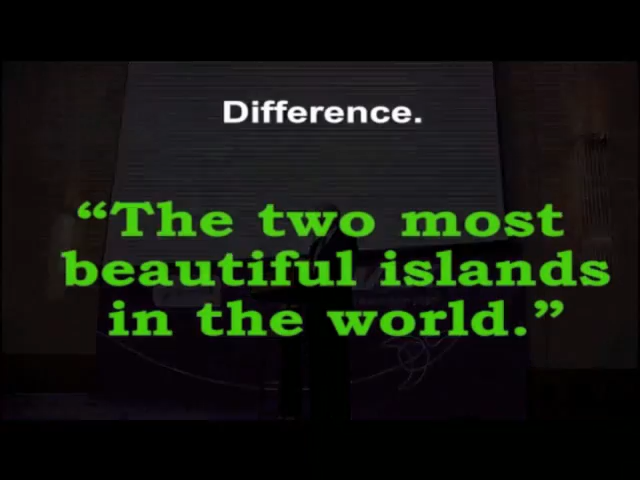 Difference.
“The two most
beautiful islands
in the world.”